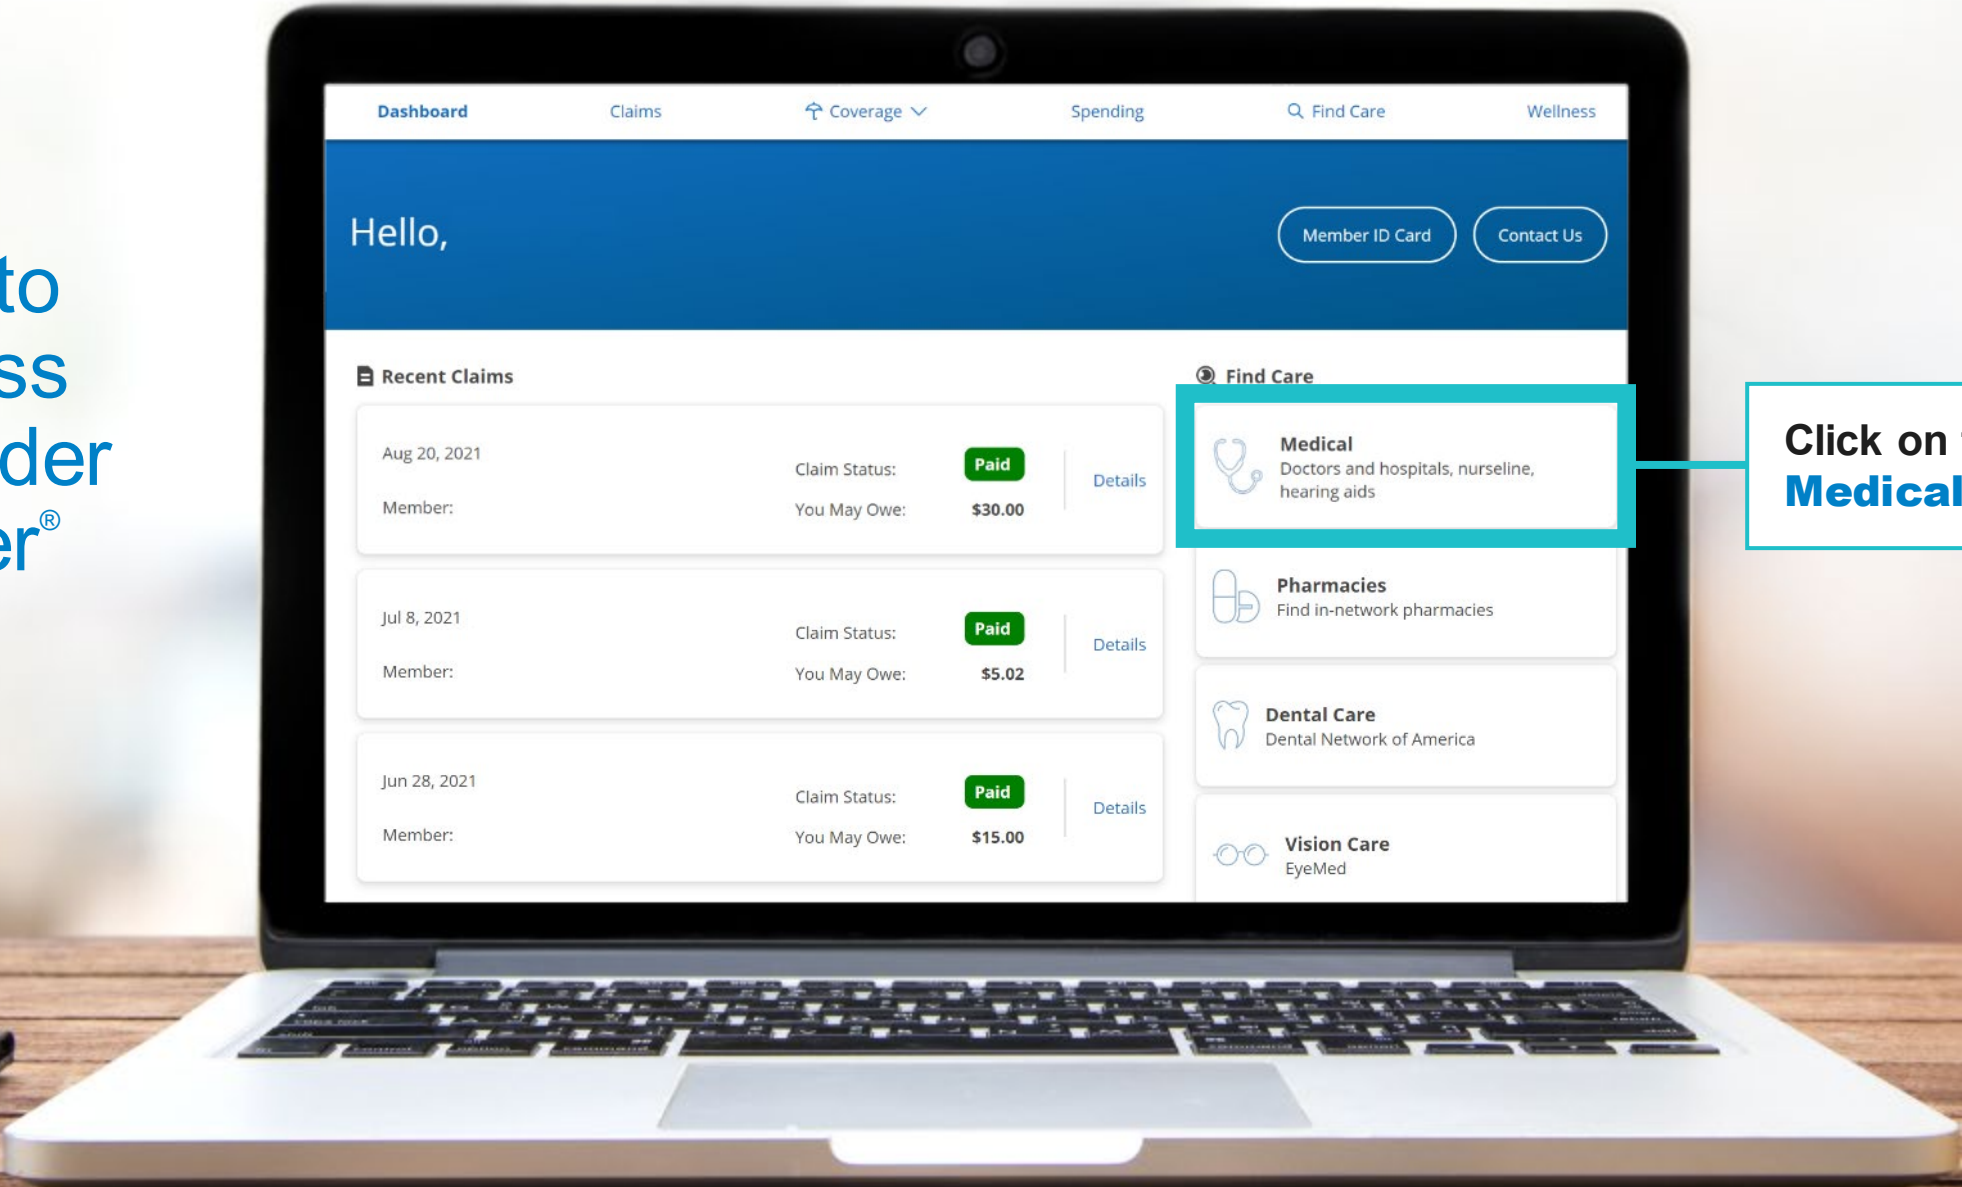 to
ss
der
er®
Dashboard
Claims
Coverage
Spending
Find Care
Wellness
Hello,
Member ID Card
Contact Us
Recent Claims
Aug 20, 2021
Claim Status:
Paid
Details
Member:
You May Owe:
$30.00
Jul 8, 2021
Claim Status:
Paid
Details
Member:
You May Owe:
$5.02
Jun 28, 2021
Claim Status:
Paid
Details
Member:
You May Owe:
$15.00
Find Care
Medical
Doctors and hospitals, nurseline,
hearing aids
Pharmacies
Find in-network pharmacies
Dental Care
Dental Network of America
Vision Care
EyeMed
Click on
Medical